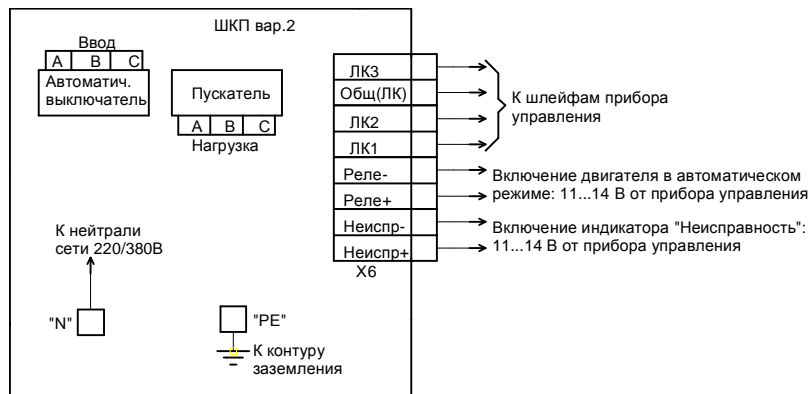 ШКП вар.2
Ввод
А В С
Автоматич.
выключатель
Пускатель
А В С
Нагрузка
ЛК3
Общ(ЛК)
ЛК2
ЛК1
Реле-
Реле+
Неиспр-
Неиспр+
Х6
К шлейфам прибора
управления
Включение двигателя в автоматическом
режиме: 11...14 В от прибора управления
Включение индикатора "Неисправность":
11...14 В от прибора управления
К нейтрали
сети 220/380В
"N"
"PE"
К контуру
заземления